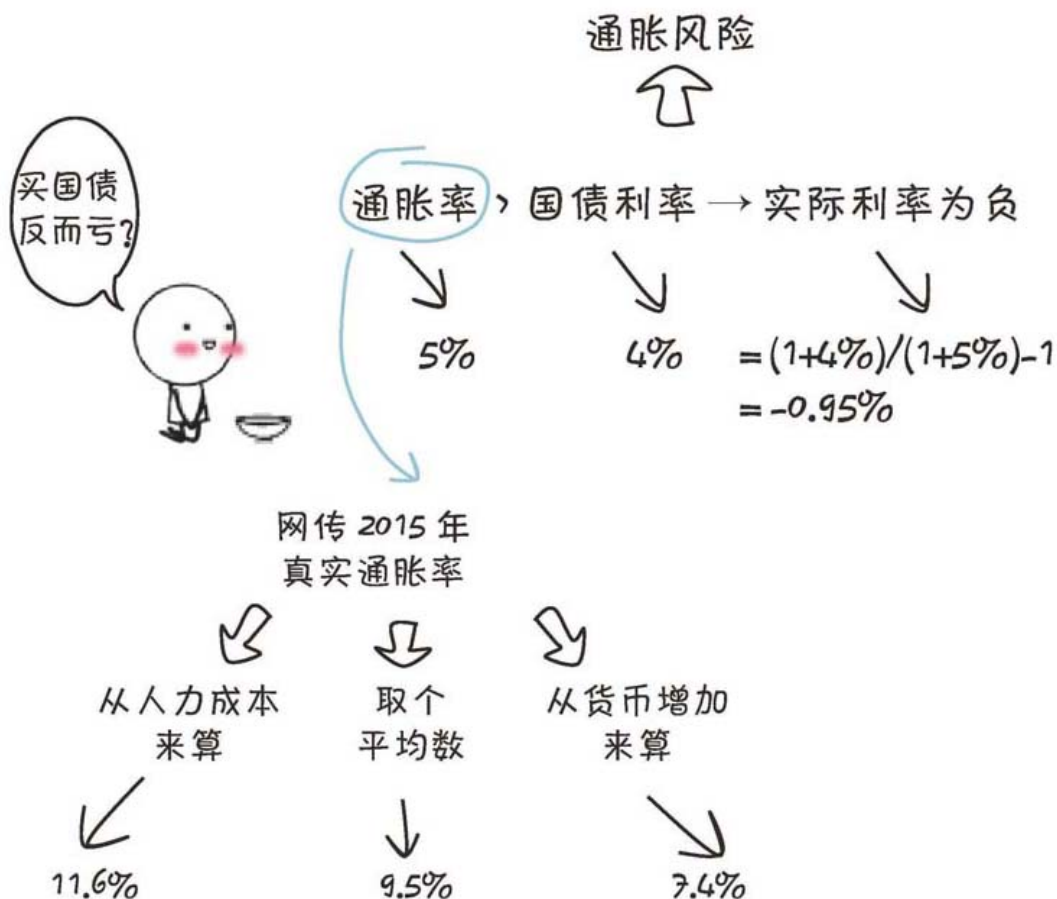 通胀风险
买国债
反而亏?
通胀率 > 国债利率 → 实际利率为负
5%
4%
=(1+4%)/(1+5%)-1
=-0.95%
网传 2015 年
真实通胀率
从人力成本
来算
取个
平均数
从货币增加
来算
11.6%
9.5%
7.4%